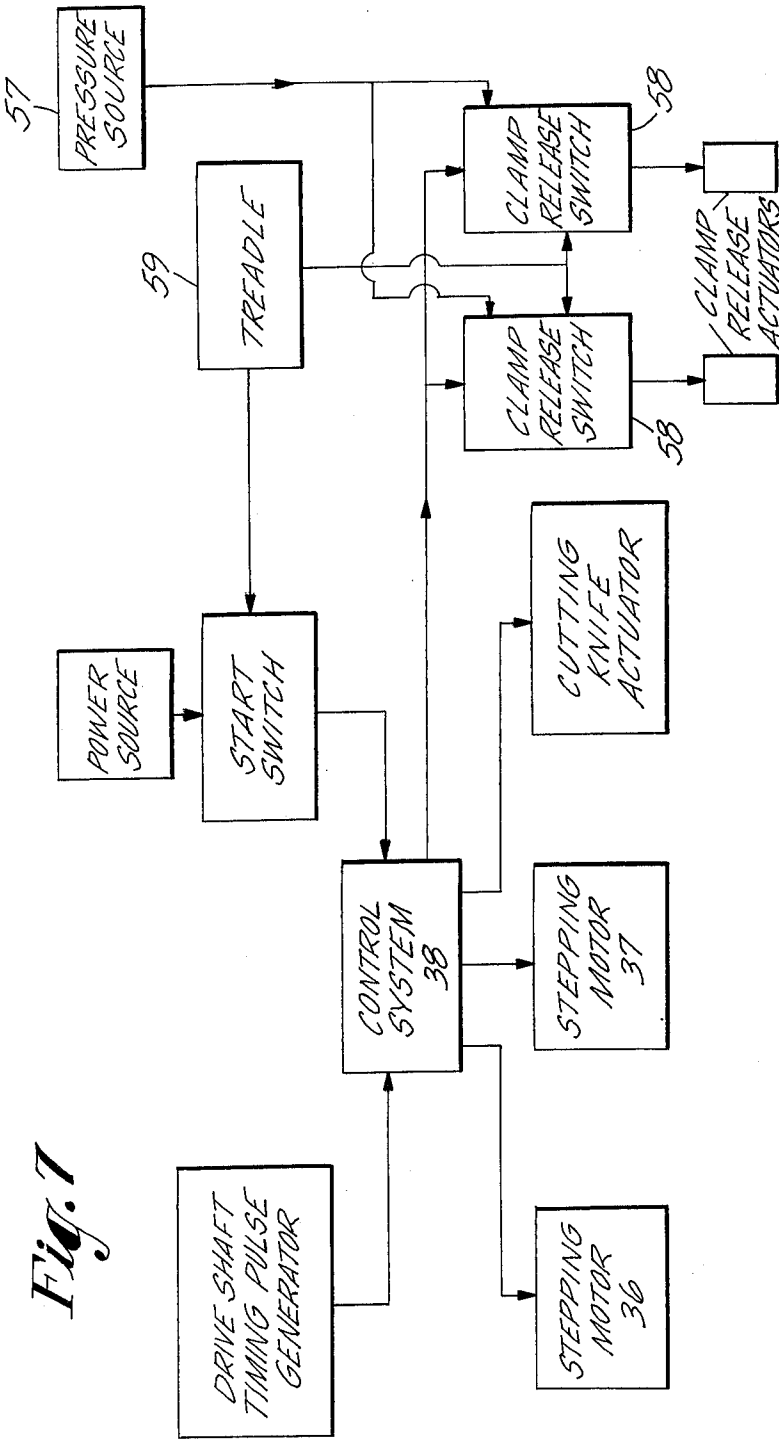 Fig. 7
57
PRESSURE
SOURCE
59
TREADLE
POWER
SOURCE
START
SWITCH
DRIVE SHAFT
TIMING PULSE
GENERATOR
CONTROL
SYSTEM
38
STEPPING
MOTOR
36
STEPPING
MOTOR
37
CUTTING
KNIFE
ACTUATOR
CLAMP
RELEASE
SWITCH
58
CLAMP
RELEASE
SWITCH
58
CLAMP
RELEASE
ACTUATORS